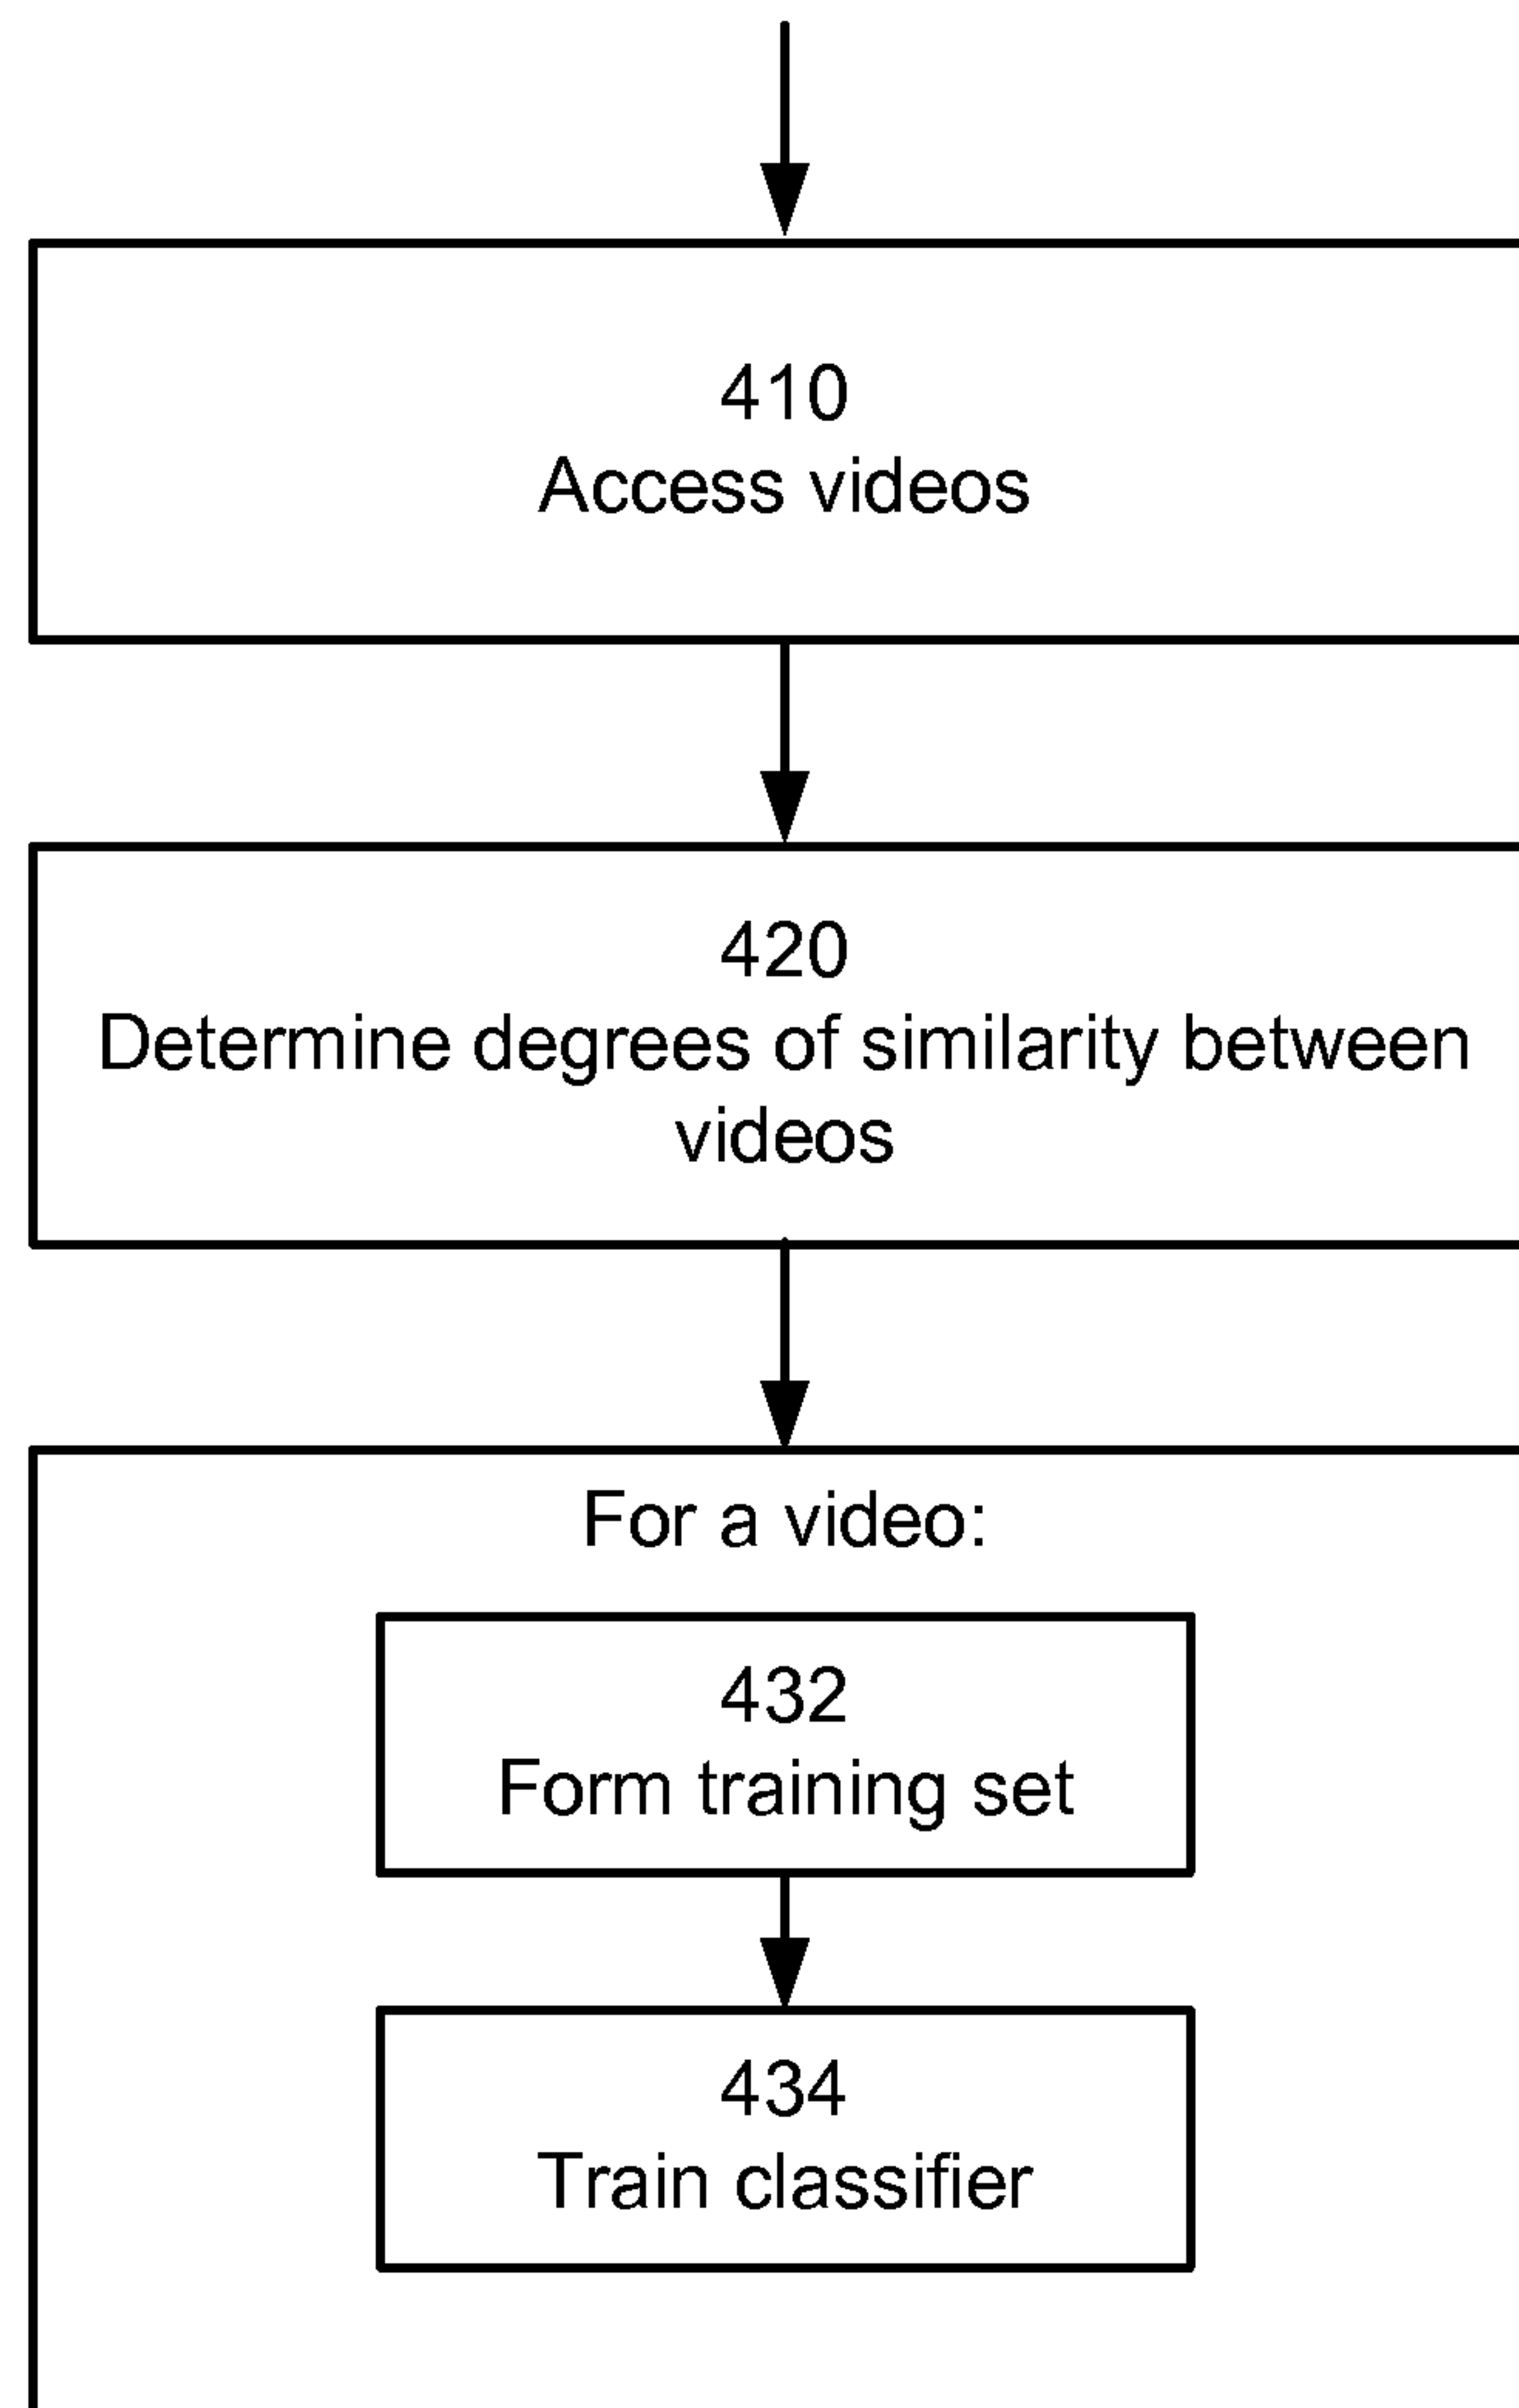 410
Access videos
420
Determine degrees of similarity between
videos
For a video:
432
Form training set
434
Train classifier